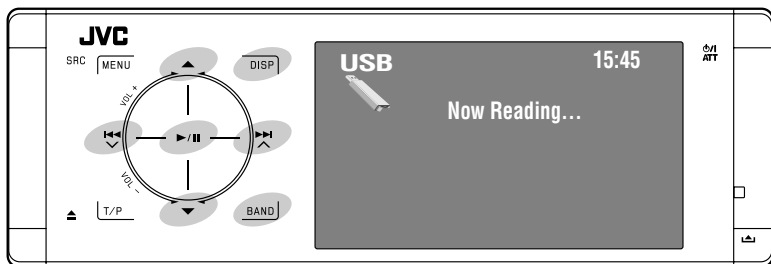 JVC
SRC
MENU
DISP
VOL +
VOL –
T/P
BAND
USB
15:45
Now Reading...
/I
ATT